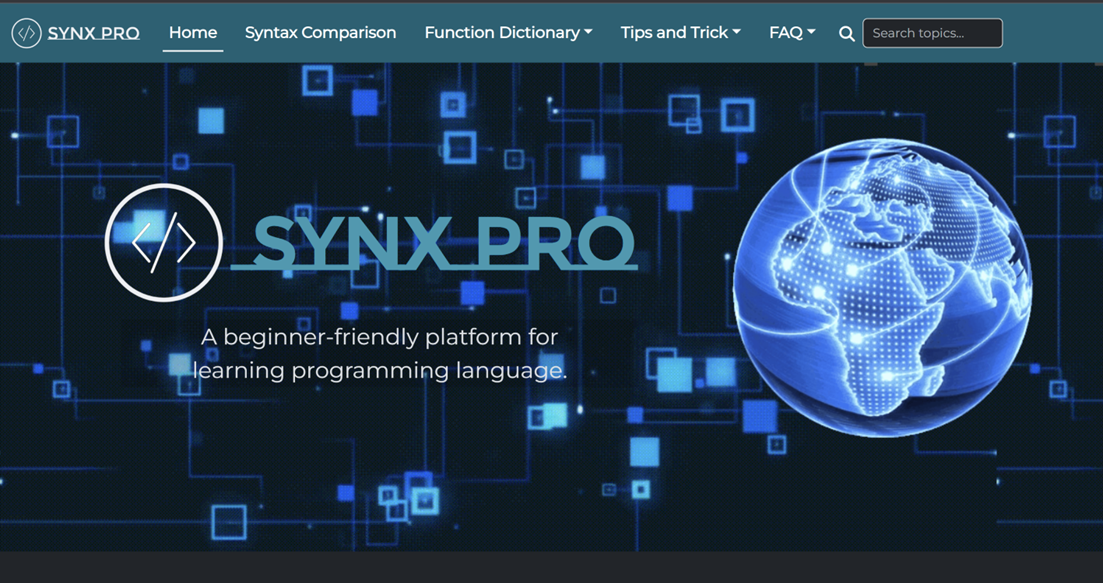 </> SYNX PRO
Home
Syntax Comparison
Function Dictionary
Tips and Trick
FAQ
Search topics...
</> SYNX PRO
A beginner-friendly platform for
learning programming language.